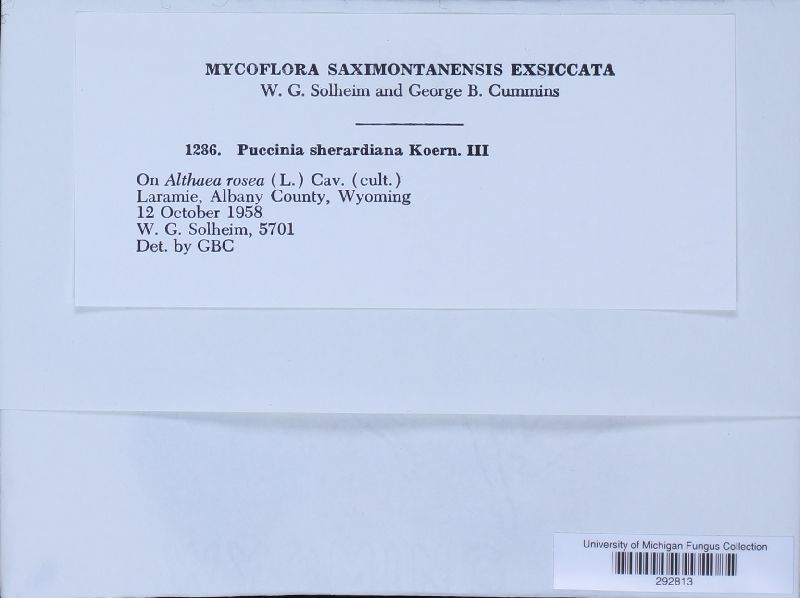 MYCOFLORA SAXIMONTANENSIS EXSICCATA
W. G. Solheim and George B. Cummins
1286. Puccinia sherardiana Koern. III
On Althaea rosea (L.) Cav. (cult.)
Laramie, Albany County, Wyoming
12 October 1958
W. G. Solheim, 5701
Det. by GBC
University of Michigan Fungus Collection
292813